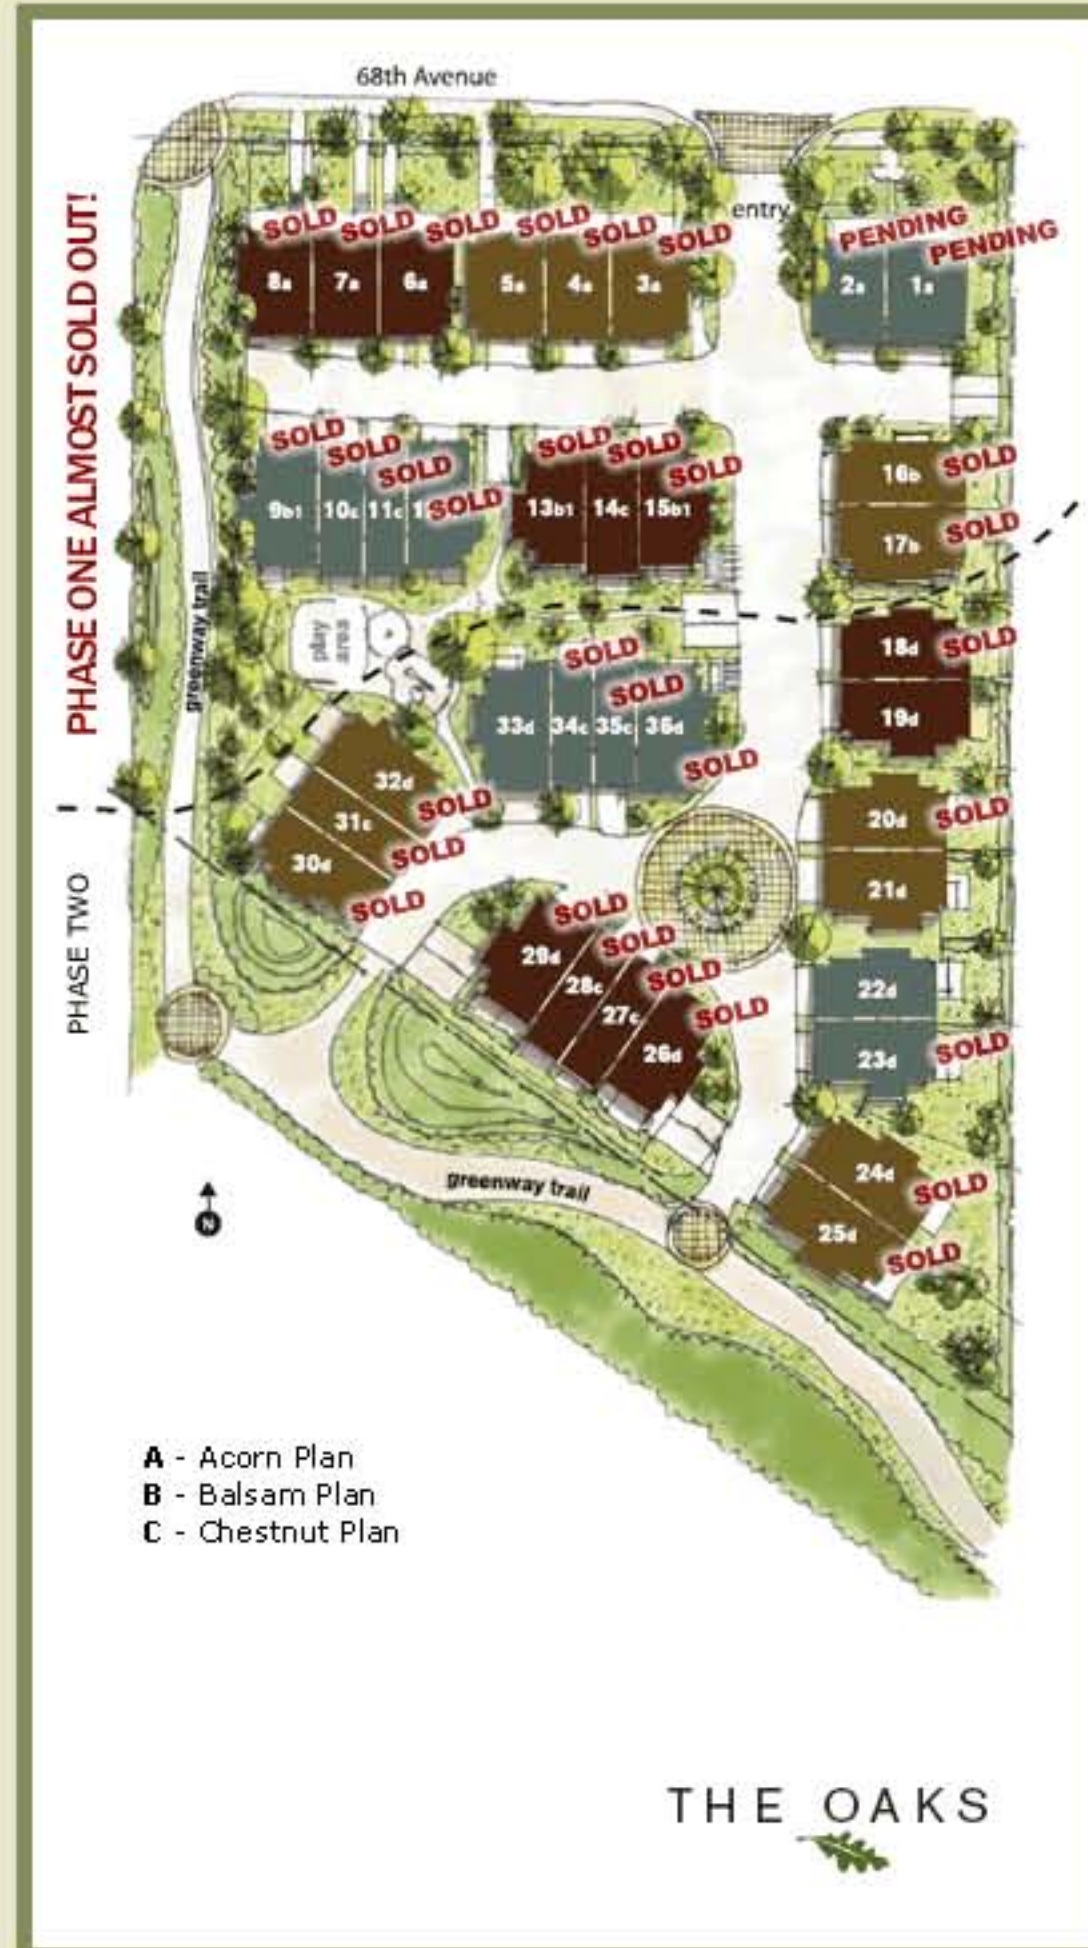 68th Avenue
PHASE ONE ALMOST SOLD OUT!
entry
SOLD SOLD SOLD SOLD SOLD SOLD
PENDING PENDING
8a 7a 6a 5a 4a 3a 2a 1a
SOLD SOLD SOLD SOLD
SOLD SOLD SOLD
9b1 10c 11c 1
13b1 14c 15b1
16b SOLD
17b SOLD
greenway trail
play area
18d SOLD
19d
SOLD SOLD SOLD
33d 34c 35c 36d
32d SOLD
31c SOLD
30d SOLD
20d SOLD
21d
PHASE TWO
29d SOLD
28c SOLD
27c SOLD
26d SOLD
22d
23d SOLD
24d SOLD
25d SOLD
greenway trail
N
A - Acorn Plan
B - Balsam Plan
C - Chestnut Plan
THE OAKS